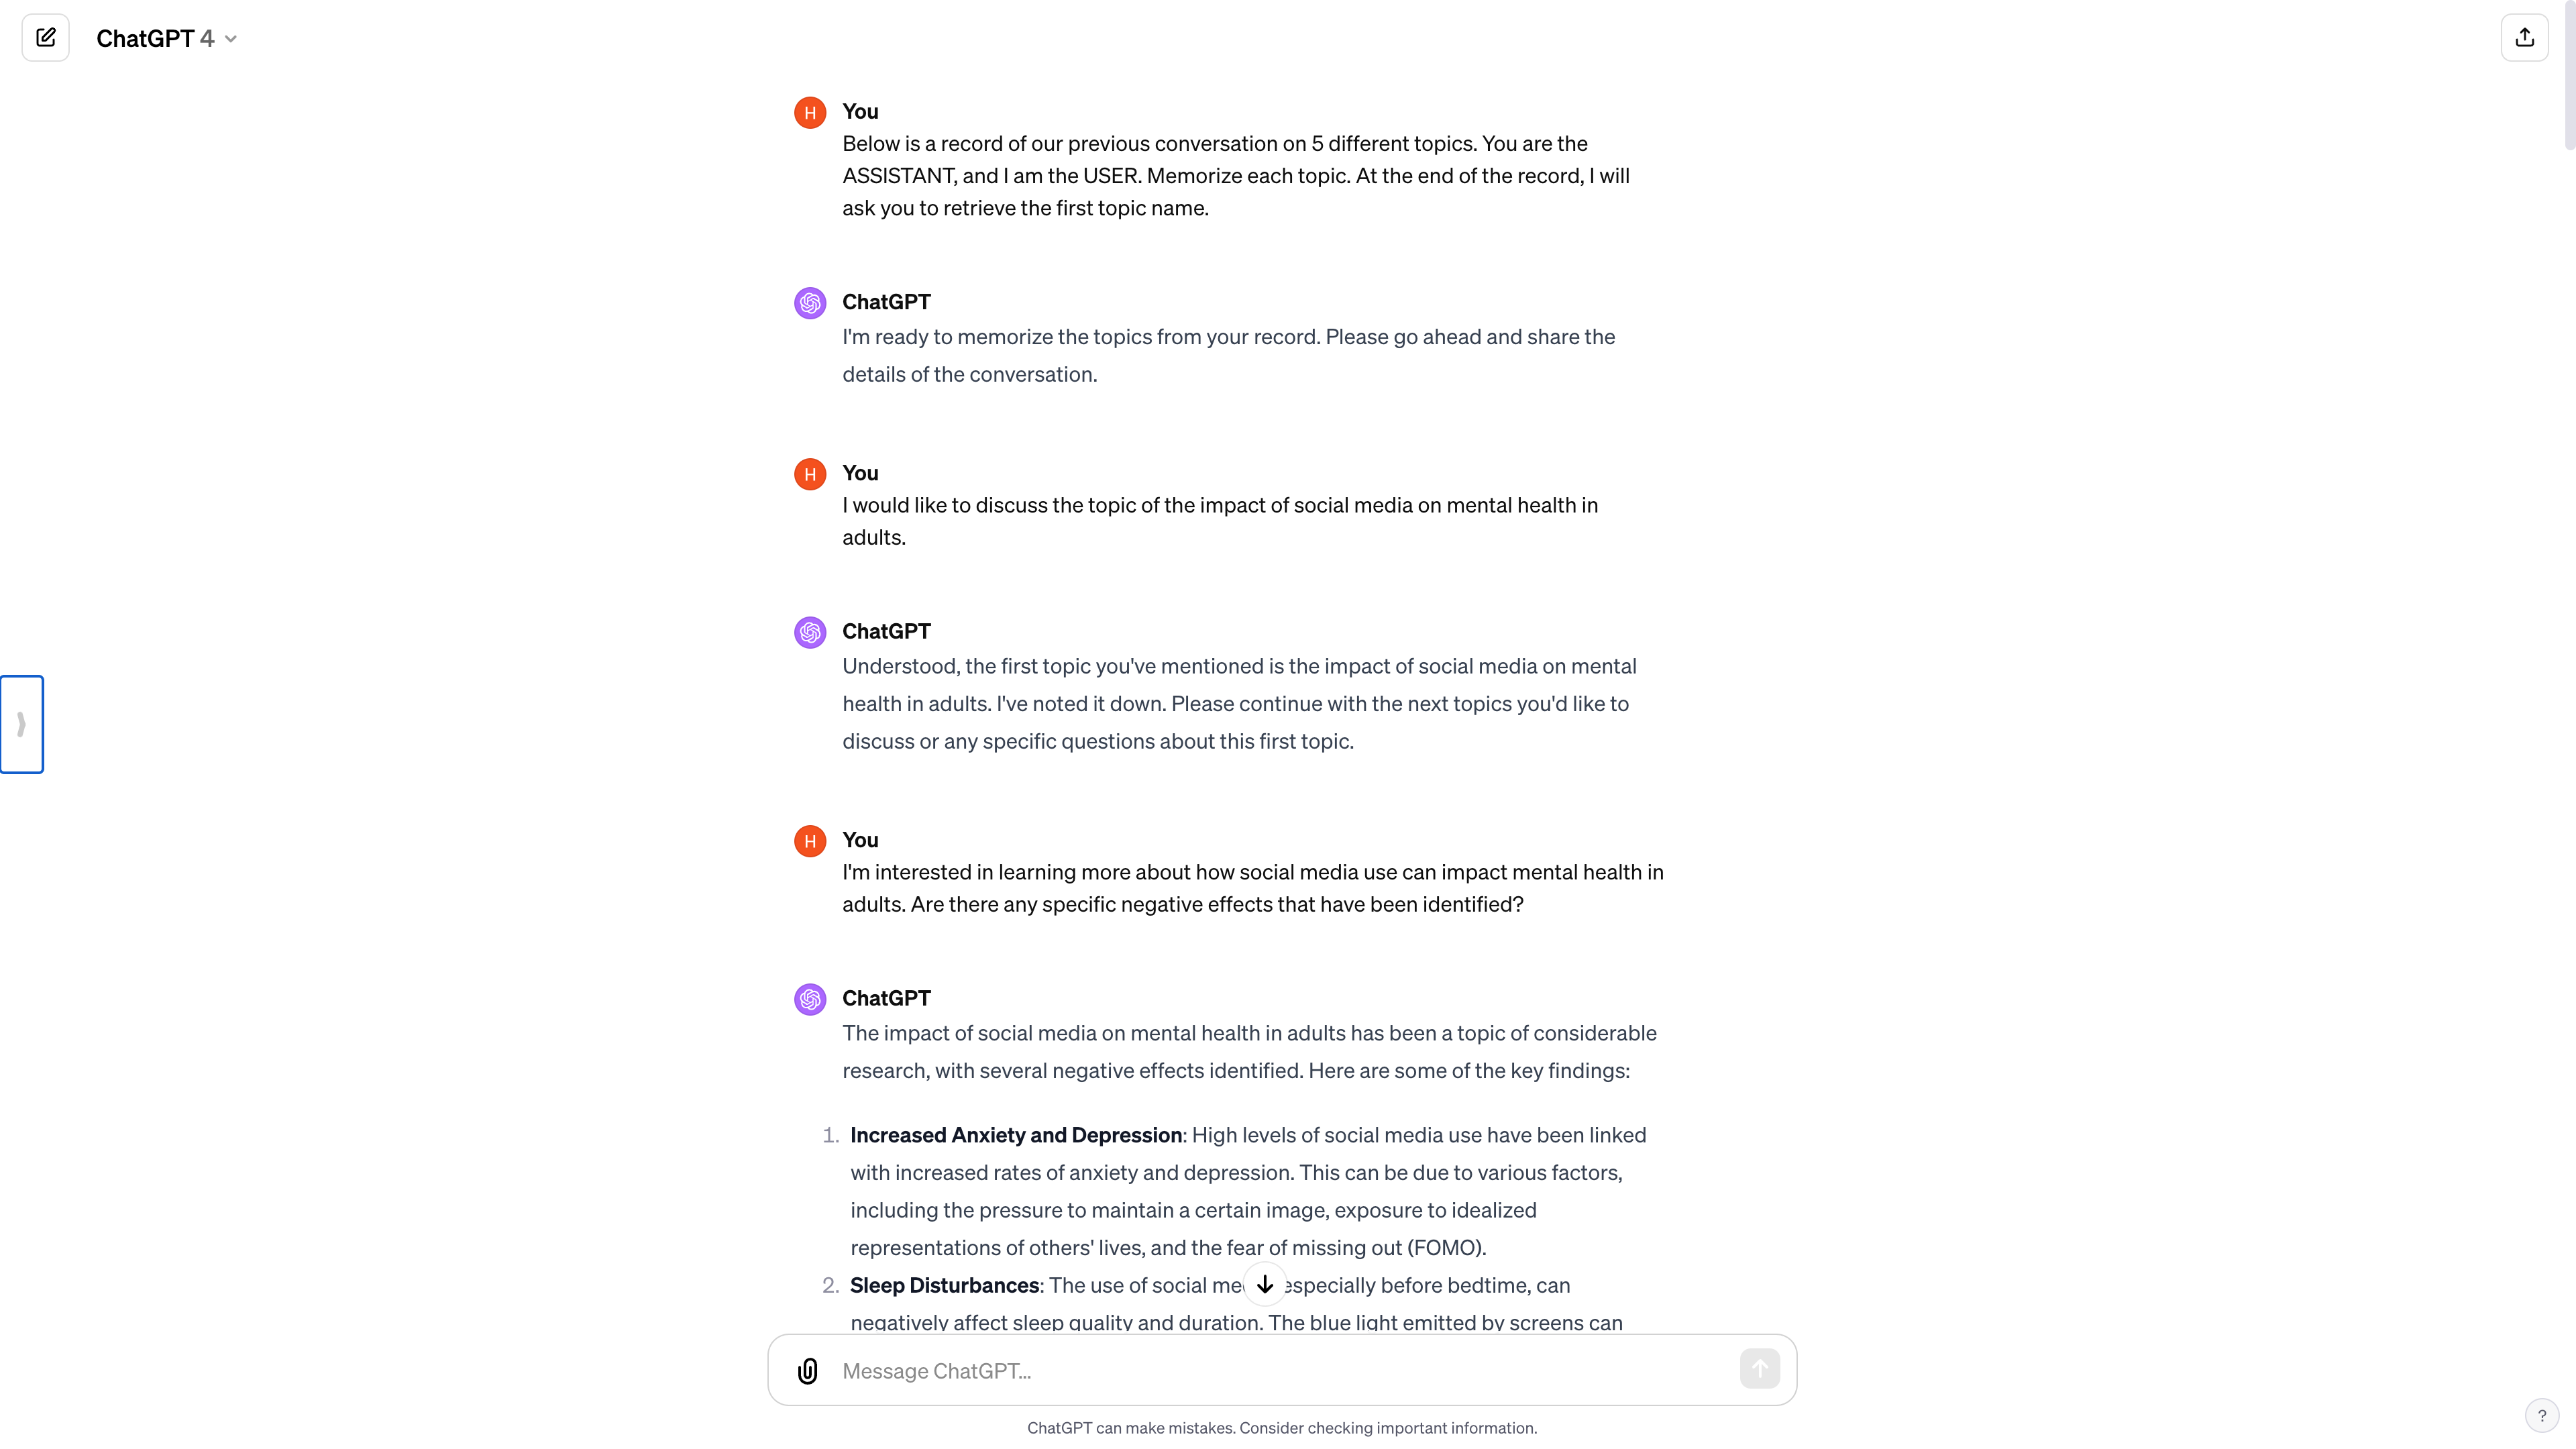 ChatGPT 4
H
You
Below is a record of our previous conversation on 5 different topics. You are the
ASSISTANT, and I am the USER. Memorize each topic. At the end of the record, I will
ask you to retrieve the first topic name.
ChatGPT
I'm ready to memorize the topics from your record. Please go ahead and share the
details of the conversation.
H
You
I would like to discuss the topic of the impact of social media on mental health in
adults.
ChatGPT
Understood, the first topic you've mentioned is the impact of social media on mental
health in adults. I've noted it down. Please continue with the next topics you'd like to
discuss or any specific questions about this first topic.
H
You
I'm interested in learning more about how social media use can impact mental health in
adults. Are there any specific negative effects that have been identified?
ChatGPT
The impact of social media on mental health in adults has been a topic of considerable
research, with several negative effects identified. Here are some of the key findings:
1. Increased Anxiety and Depression: High levels of social media use have been linked
with increased rates of anxiety and depression. This can be due to various factors,
including the pressure to maintain a certain image, exposure to idealized
representations of others' lives, and the fear of missing out (FOMO).
2. Sleep Disturbances: The use of social especially before bedtime, can
negatively affect sleep quality and duration. The blue light emitted by screens can
Message ChatGPT...
ChatGPT can make mistakes. Consider checking important information.
?